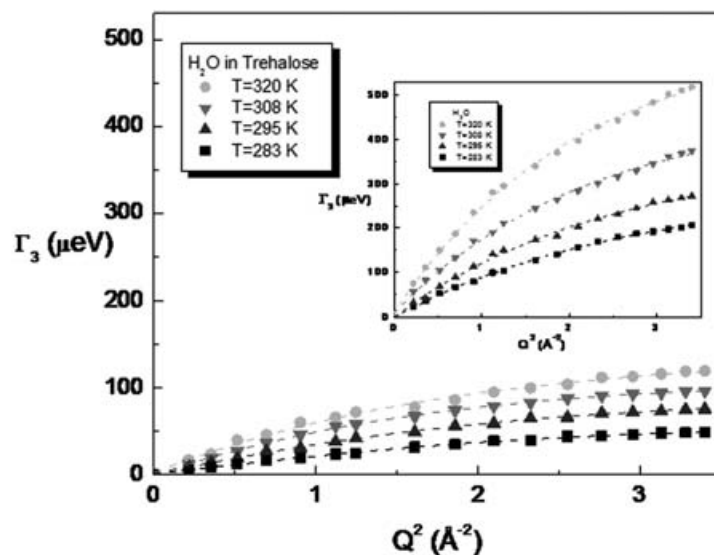 500
400
300
200
100
0
Γ₃ (μeV)
H₂O in Trehalose
T=320 K
T=308 K
T=295 K
T=283 K
0 1 2 3
Q² (Å⁻²)
500
400
300
200
100
0
Γ₃ (μeV)
H₂O
T=320 K
T=308 K
T=295 K
T=283 K
0 1 2 3
Q² (Å⁻²)